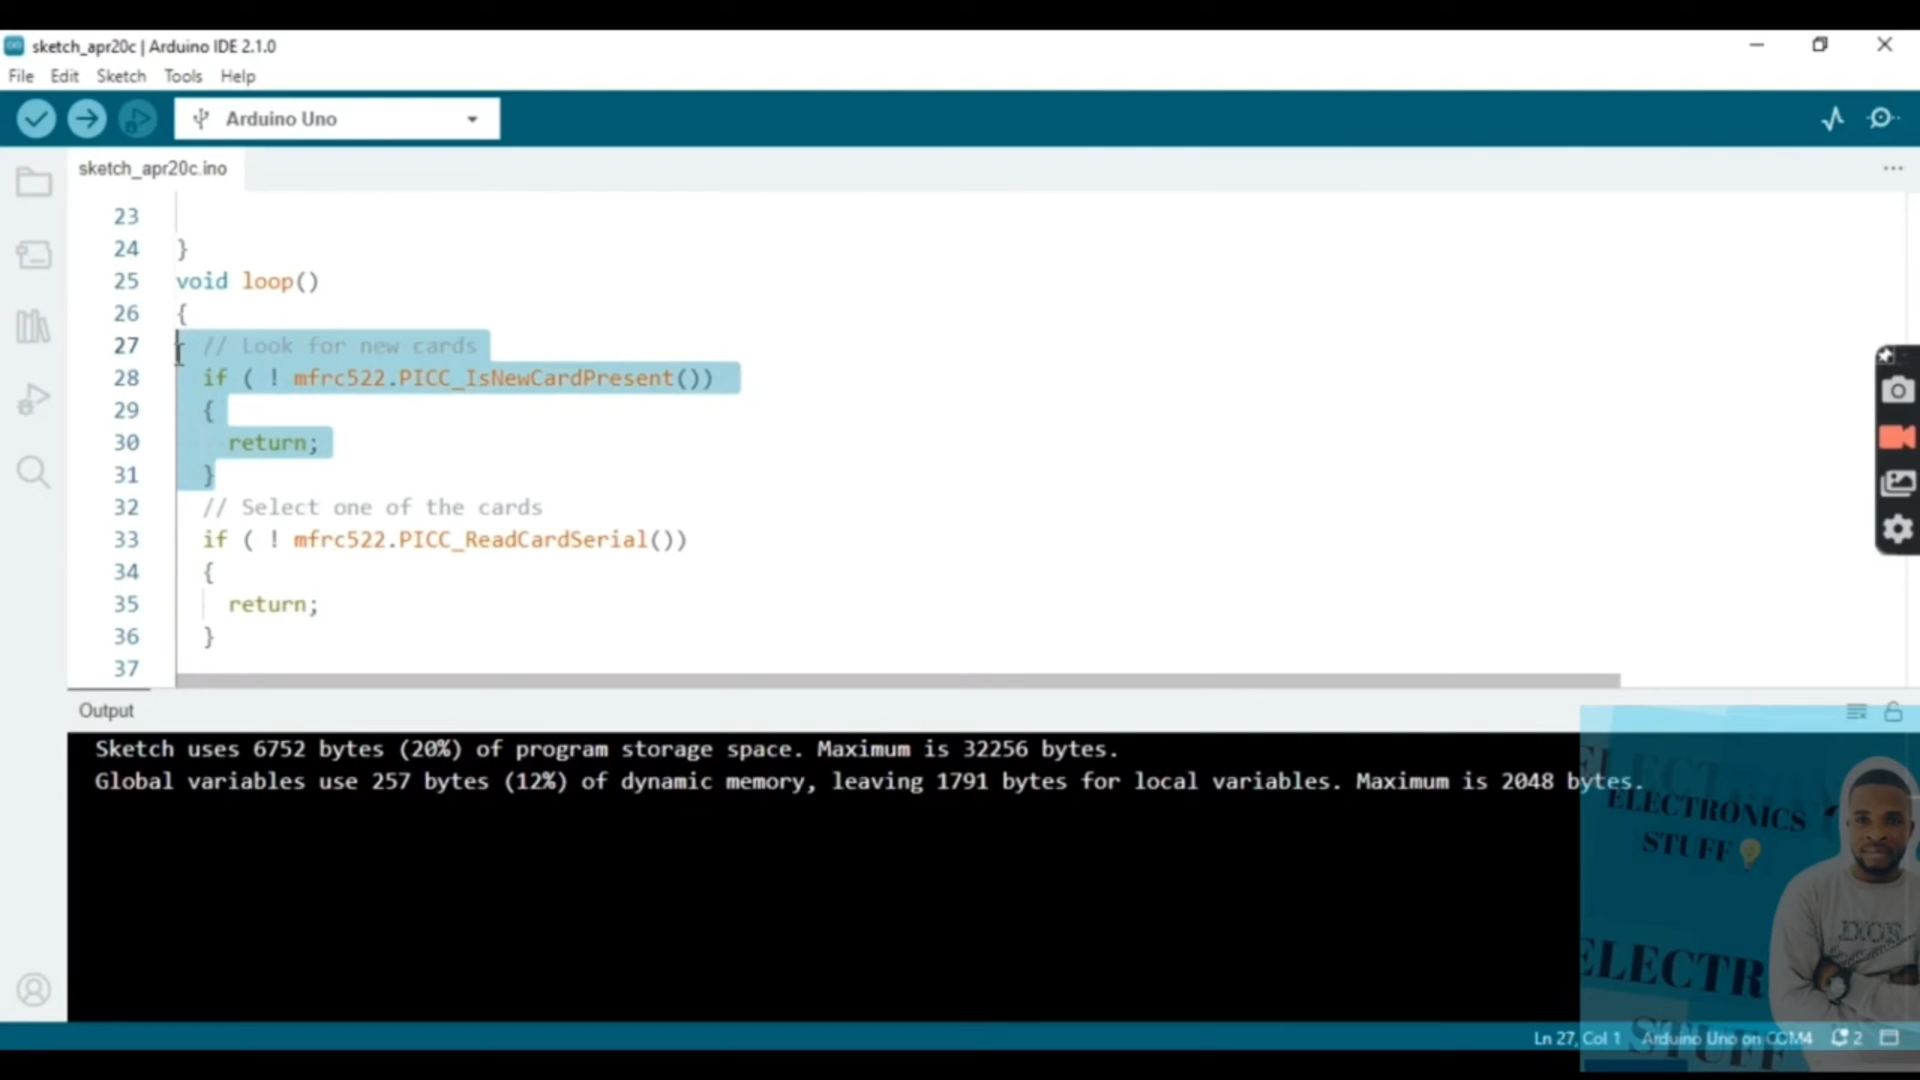 sketch_apr20c | Arduino IDE 2.1.0
File Edit Sketch Tools Help
Arduino Uno
sketch_apr20c.ino
23
24 }
25 void loop()
26 {
27 // Look for new cards
28 if ( ! mfrc522.PICC_IsNewCardPresent())
29 {
30 return;
31 }
32 // Select one of the cards
33 if ( ! mfrc522.PICC_ReadCardSerial())
34 {
35 return;
36 }
37
Output
Sketch uses 6752 bytes (20%) of program storage space. Maximum is 32256 bytes.
Global variables use 257 bytes (12%) of dynamic memory, leaving 1791 bytes for local variables. Maximum is 2048 bytes.
ELECTRONICS
STUFF
ELECTR
STUFF
Ln 27, Col 1 Arduino Uno on COM4 2